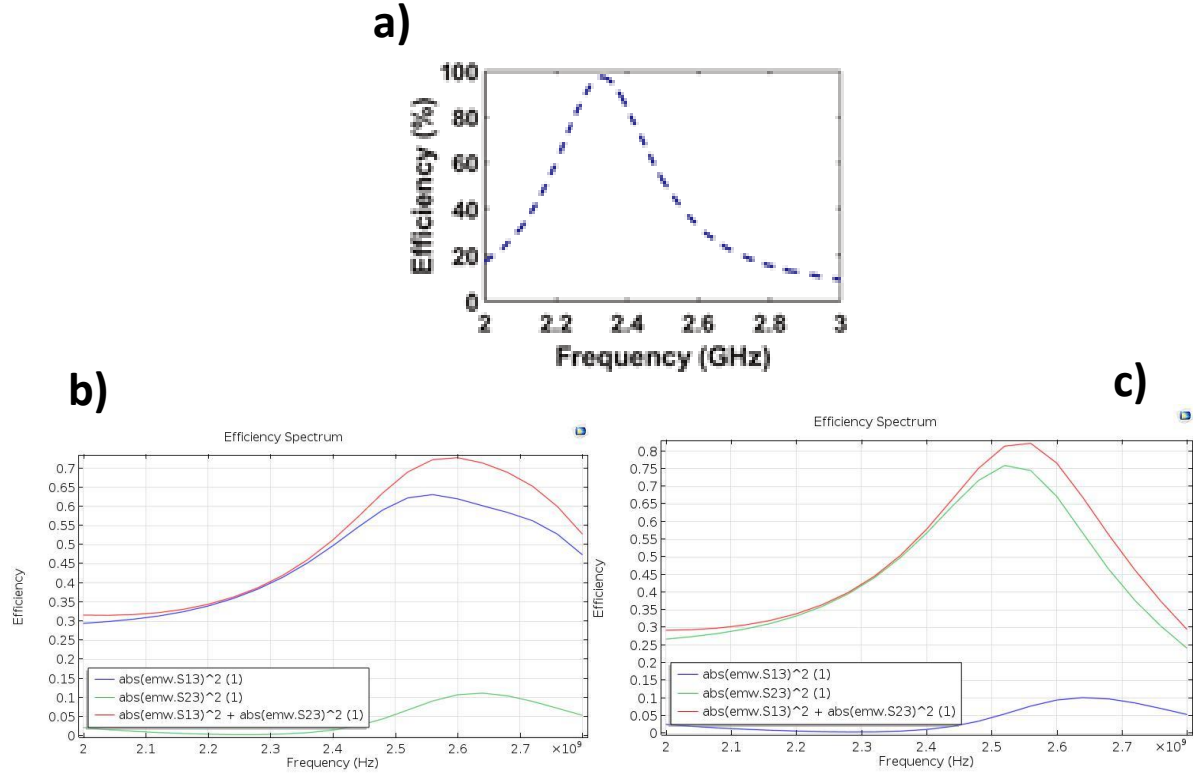 a)
100
80
60
40
20
0
Efficiency (%)
2 2.2 2.4 2.6 2.8 3
Frequency (GHz)
b)
Efficiency Spectrum
0.7
0.65
0.6
0.55
0.5
0.45
0.4
0.35
0.3
0.25
0.2
0.15
0.1
0.05
0
Efficiency
abs(emw.S13)^2 (1)
abs(emw.S23)^2 (1)
abs(emw.S13)^2 + abs(emw.S23)^2 (1)
2 2.1 2.2 2.3 2.4 2.5 2.6 2.7 ×10⁹
Frequency (Hz)
c)
Efficiency Spectrum
0.8
0.75
0.7
0.65
0.6
0.55
0.5
0.45
0.4
0.35
0.3
0.25
0.2
0.15
0.1
0.05
0
Efficiency
abs(emw.S13)^2 (1)
abs(emw.S23)^2 (1)
abs(emw.S13)^2 + abs(emw.S23)^2 (1)
2 2.1 2.2 2.3 2.4 2.5 2.6 2.7 ×10⁹
Frequency (Hz)